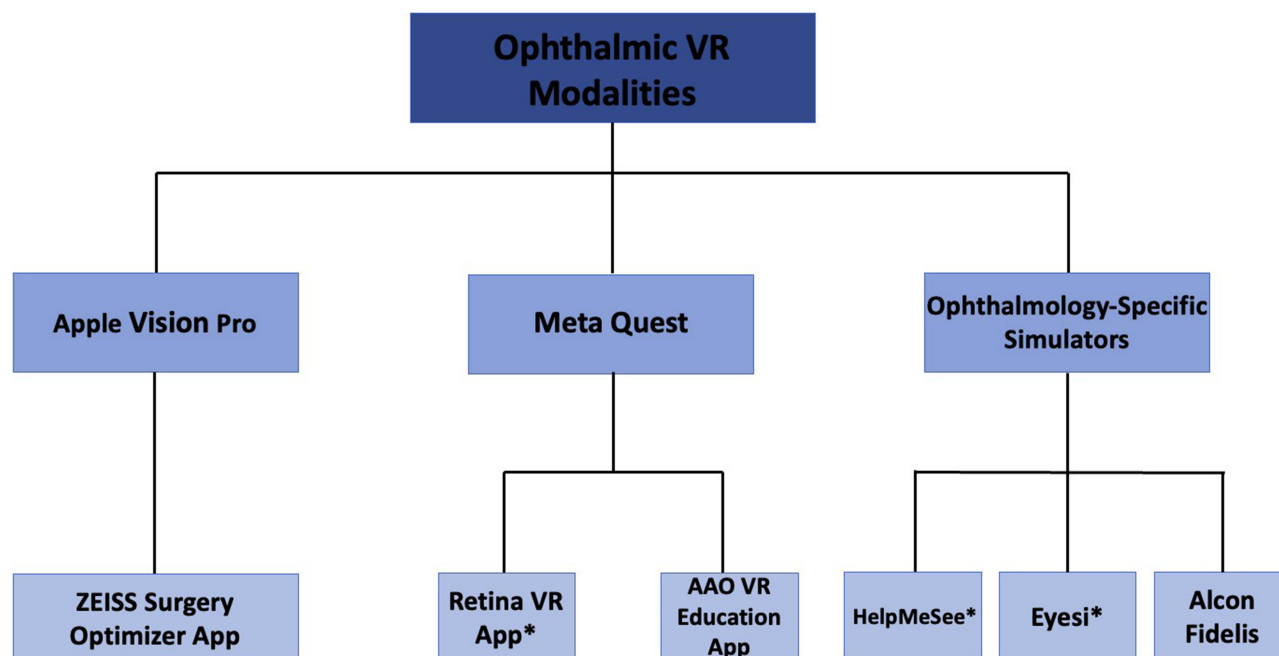 Ophthalmic VR
Modalities
Apple Vision Pro
Meta Quest
Ophthalmology-Specific
Simulators
ZEISS Surgery
Optimizer App
Retina VR
App*
AAO VR
Education
App
HelpMeSee*
Eyesi*
Alcon
Fidelis